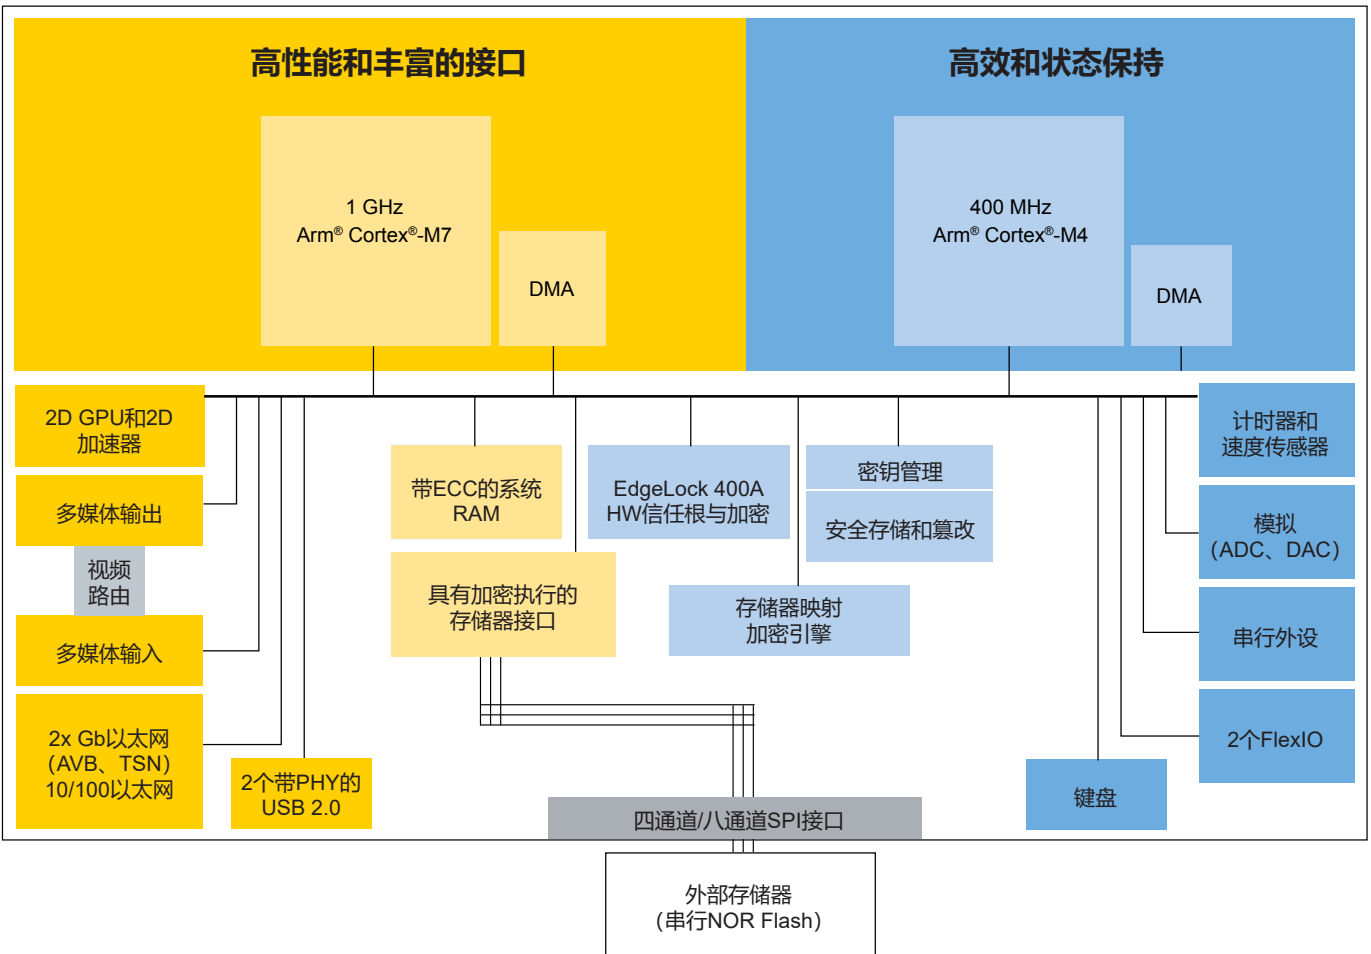 高性能和丰富的接口
高效和状态保持
1 GHz
Arm® Cortex®-M7
DMA
400 MHz
Arm® Cortex®-M4
DMA
2D GPU和2D
加速器
多媒体输出
视频
路由
多媒体输入
2x Gb以太网
（AVB、TSN）
10/100以太网
2个带PHY的
USB 2.0
带ECC的系统
RAM
具有加密执行的
存储器接口
EdgeLock 400A
HW信任根与加密
存储器映射
加密引擎
密钥管理
安全存储和篡改
计时器和
速度传感器
模拟
（ADC、DAC）
串行外设
2个FlexIO
键盘
四通道/八通道SPI接口
外部存储器
（串行NOR Flash）